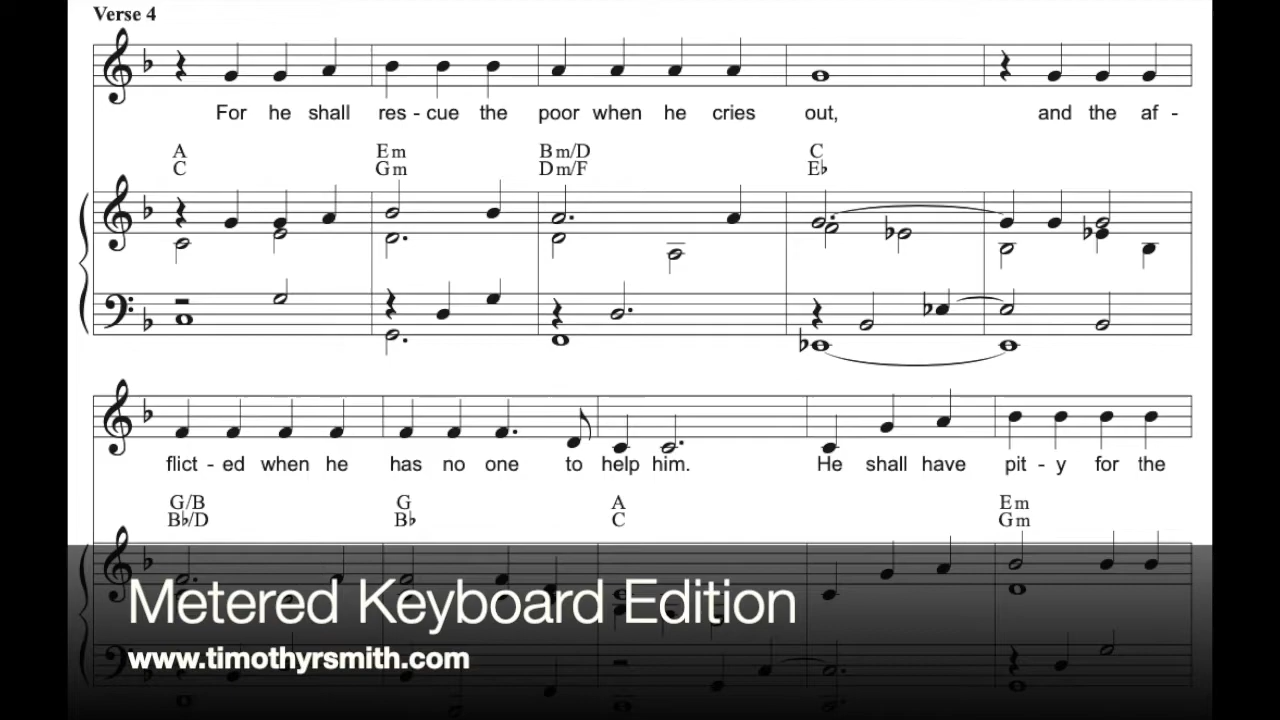 Verse 4
For he shall res - cue the poor when he cries out, and the af -
A Em Bm/D C
C Gm Dm/F E♭
flict - ed when he has no one to help him. He shall have pit - y for the
G/B G A Em
B♭/D B♭ C Gm
Metered Keyboard Edition
www.timothyrsmith.com